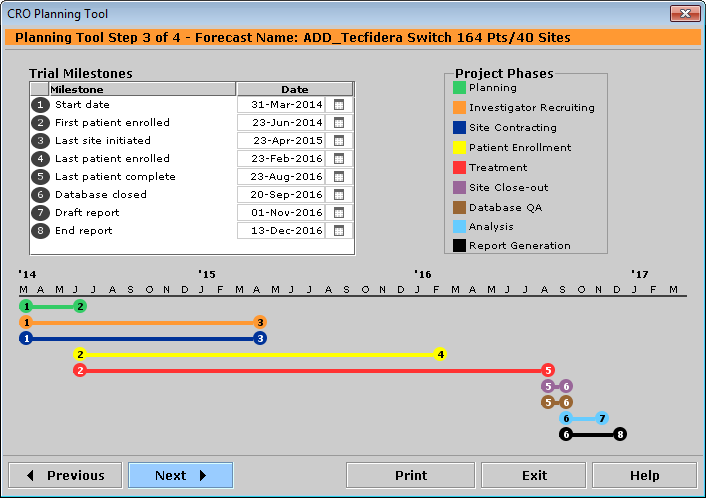 CRO Planning Tool
Planning Tool Step 3 of 4 - Forecast Name: ADD_Tecfidera Switch 164 Pts/40 Sites
Trial Milestones
Milestone Date
1 Start date 31-Mar-2014
2 First patient enrolled 23-Jun-2014
3 Last site initiated 23-Apr-2015
4 Last patient enrolled 23-Feb-2016
5 Last patient complete 23-Aug-2016
6 Database closed 20-Sep-2016
7 Draft report 01-Nov-2016
8 End report 13-Dec-2016
Project Phases
Planning
Investigator Recruiting
Site Contracting
Patient Enrollment
Treatment
Site Close-out
Database QA
Analysis
Report Generation
'14 '15 '16 '17
M A M J J A S O N D J F M A M J J A S O N D J F M A M J J A S O N D J F M
1 2
1 3
1 3
2 4
2 5
5 6
5 6
6 7
6 8
Previous Next Print Exit Help